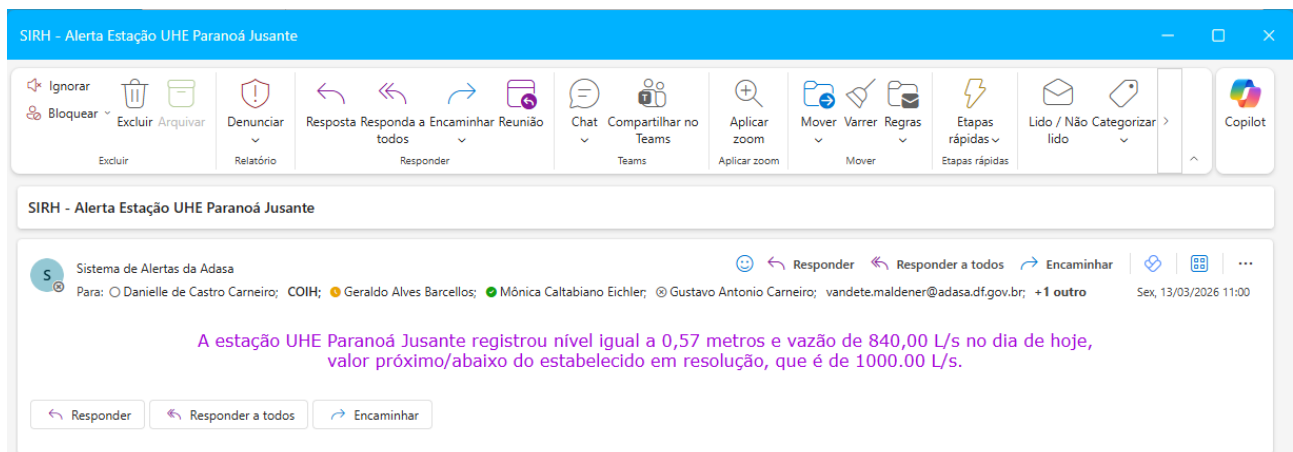 SIRH - Alerta Estação UHE Paranoá Jusante
Ignorar
Bloquear
Excluir Arquivar
Excluir
Denunciar
Relatório
Resposta Responda a todos Encaminhar Reunião
Responder
Chat Compartilhar no Teams
Teams
Aplicar zoom
Aplicar zoom
Mover Varrer Regras
Mover
Etapas rápidas
Etapas rápidas
Lido / Não lido Categorizar
Copilot
SIRH - Alerta Estação UHE Paranoá Jusante
S
Sistema de Alertas da Adasa
Responder Responder a todos Encaminhar
Para: Danielle de Castro Carneiro; COIH; Geraldo Alves Barcellos; Mônica Caltabiano Eichler; Gustavo Antonio Carneiro; vandete.maldener@adasa.df.gov.br; +1 outro Sex, 13/03/2026 11:00
A estação UHE Paranoá Jusante registrou nível igual a 0,57 metros e vazão de 840,00 L/s no dia de hoje,
valor próximo/abaixo do estabelecido em resolução, que é de 1000.00 L/s.
Responder Responder a todos Encaminhar